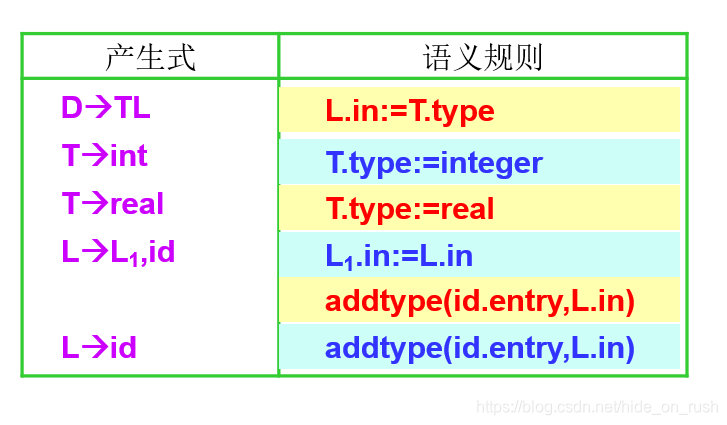 产生式 语义规则
D→TL L.in:=T.type
T→int T.type:=integer
T→real T.type:=real
L→L₁,id L₁.in:=L.in
addtype(id.entry,L.in)
L→id addtype(id.entry,L.in)
https://blog.csdn.net/hide_on_rush